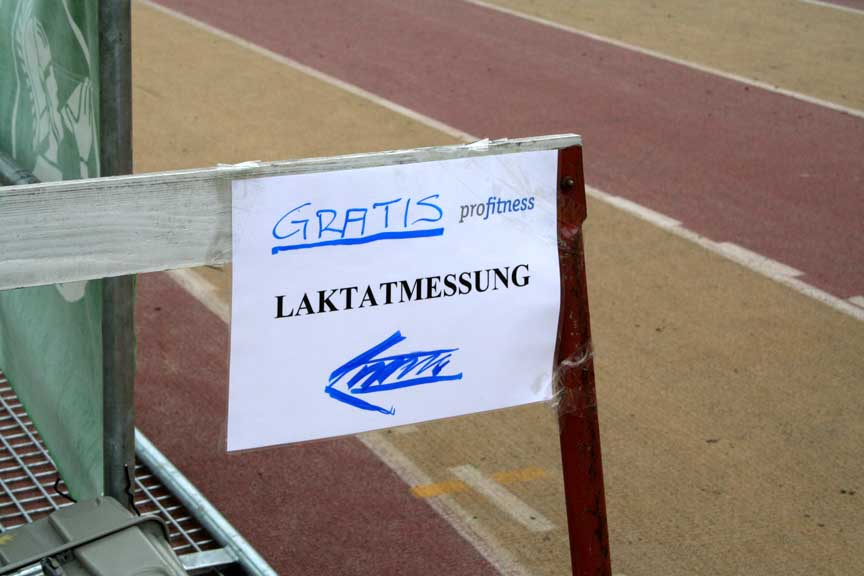 GRATIS profitness
LAKTATMESSUNG